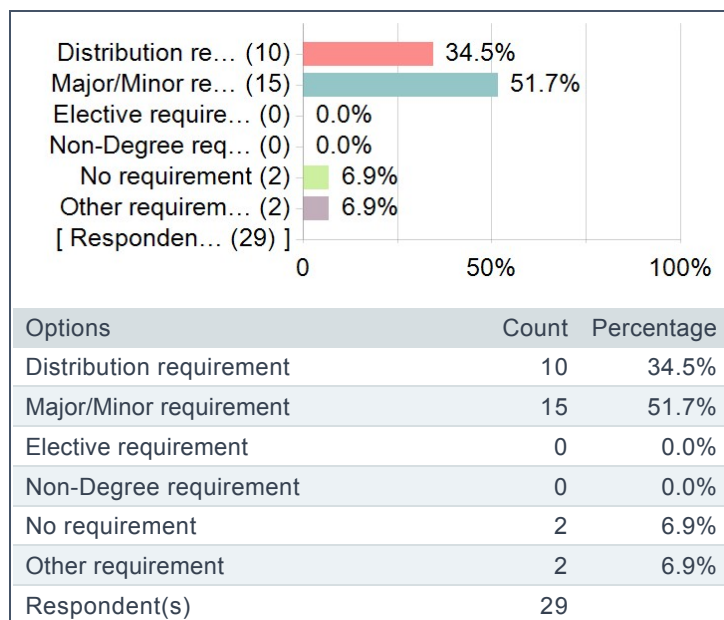 Distribution re… (10) 34.5%
Major/Minor re… (15) 51.7%
Elective require… (0) 0.0%
Non-Degree req… (0) 0.0%
No requirement (2) 6.9%
Other requirem… (2) 6.9%
[ Responden… (29) ]
0 50% 100%
Options Count Percentage
Distribution requirement 10 34.5%
Major/Minor requirement 15 51.7%
Elective requirement 0 0.0%
Non-Degree requirement 0 0.0%
No requirement 2 6.9%
Other requirement 2 6.9%
Respondent(s) 29